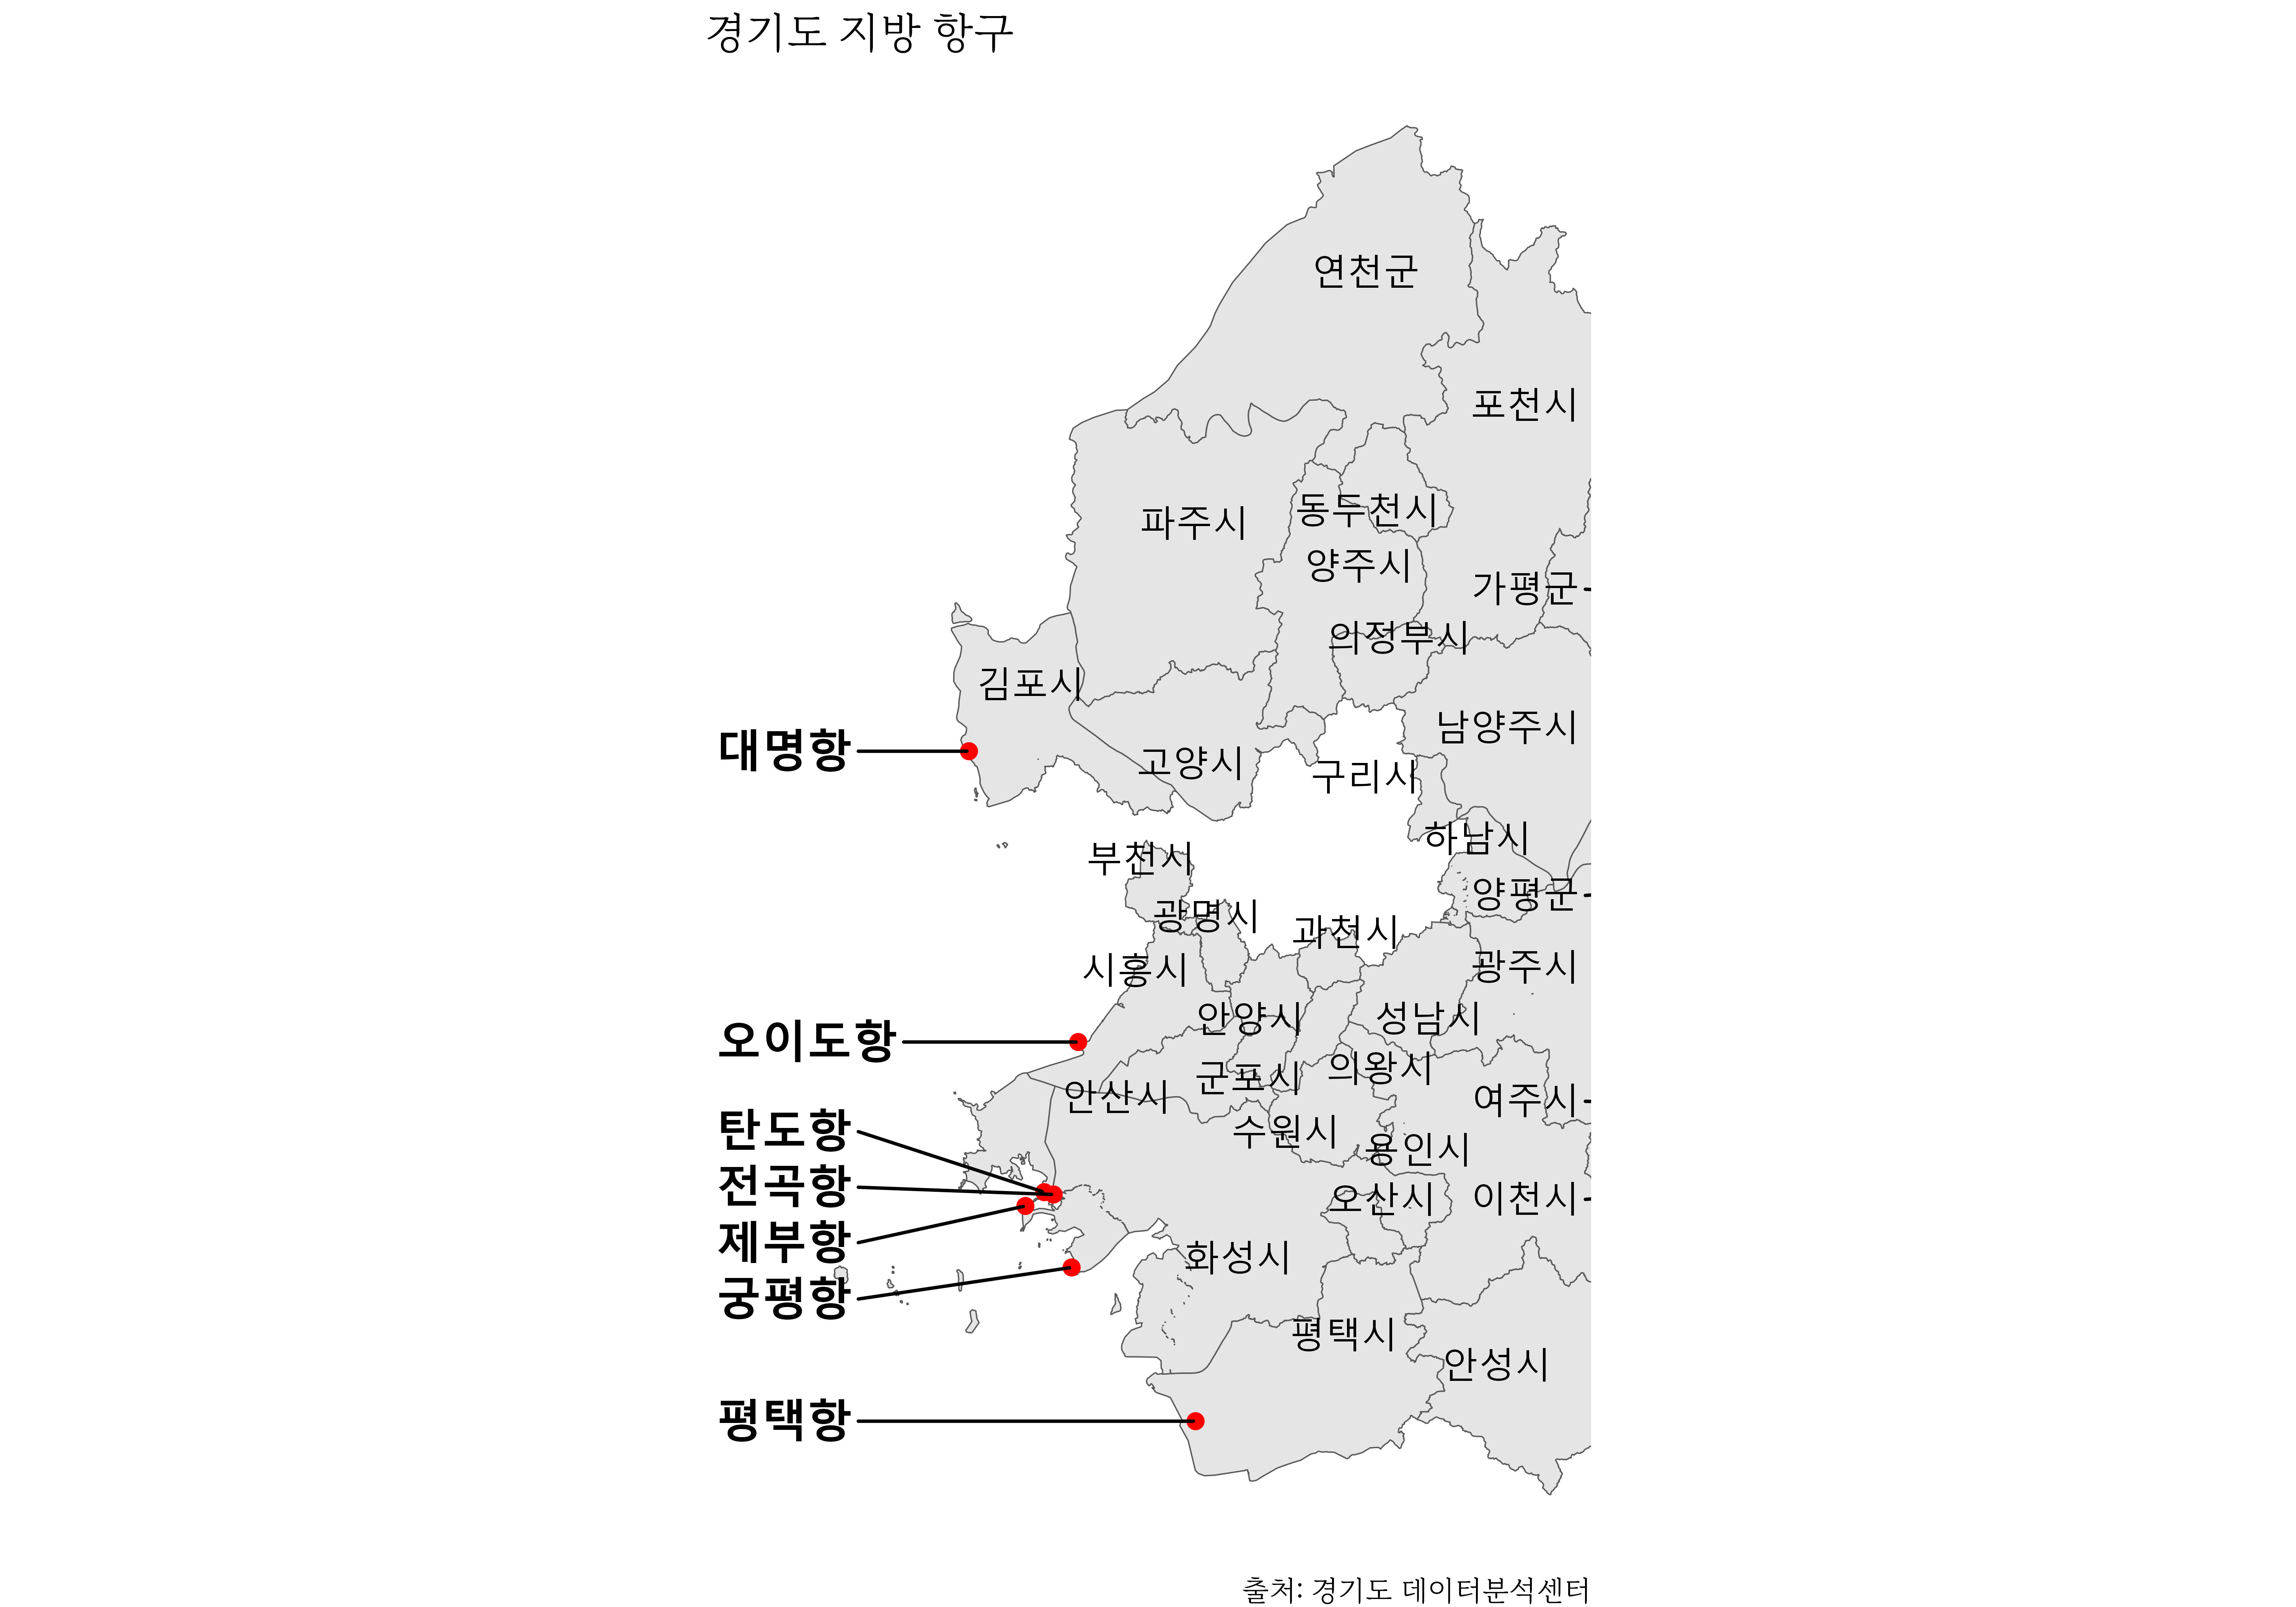 경기도 지방 항구
연천군
포천시
동두천시
파주시
양주시
가평군
의정부시
김포시
남양주시
대명항
고양시
구리시
하남시
부천시
양평군
광명시
과천시
시흥시
광주시
안양시
성남시
오이도항
의왕시
군포시
안산시
여주시
탄도항
수원시
용인시
전곡항
오산시
이천시
제부항
화성시
궁평항
평택시
안성시
평택항
출처: 경기도 데이터분석센터